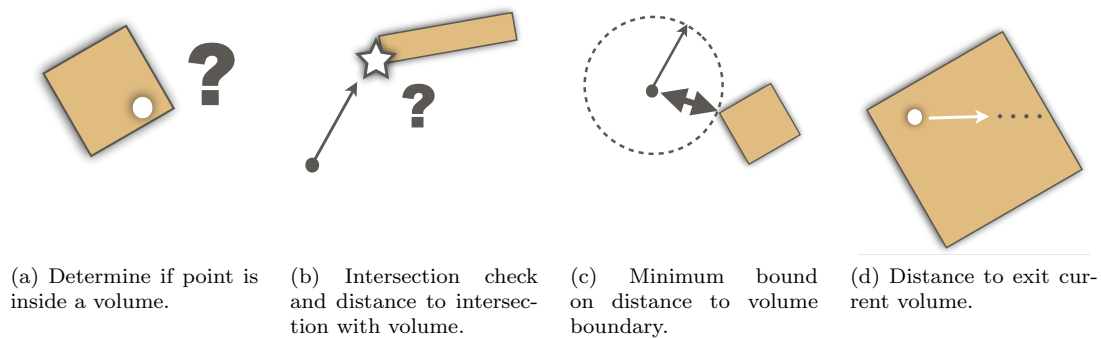 ?
?
(a) Determine if point is
inside a volume.
(b) Intersection check
and distance to intersec-
tion with volume.
(c) Minimum bound
on distance to volume
boundary.
(d) Distance to exit cur-
rent volume.